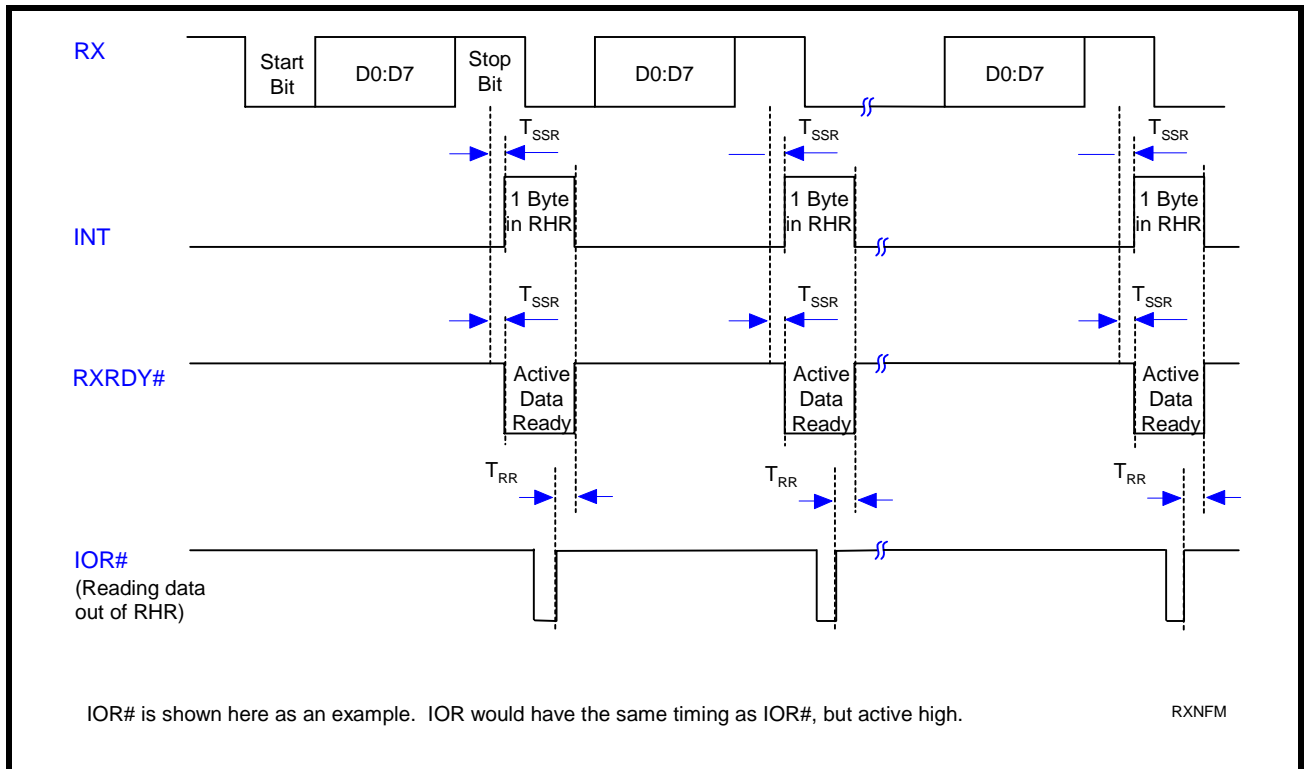 RX
Start
Bit
D0:D7
Stop
Bit
D0:D7
D0:D7
TSSR
TSSR
TSSR
INT
1 Byte
in RHR
1 Byte
in RHR
1 Byte
in RHR
TSSR
TSSR
TSSR
RXRDY#
Active
Data
Ready
Active
Data
Ready
Active
Data
Ready
TRR
TRR
TRR
IOR#
(Reading data
out of RHR)
IOR# is shown here as an example. IOR would have the same timing as IOR#, but active high.
RXNFM